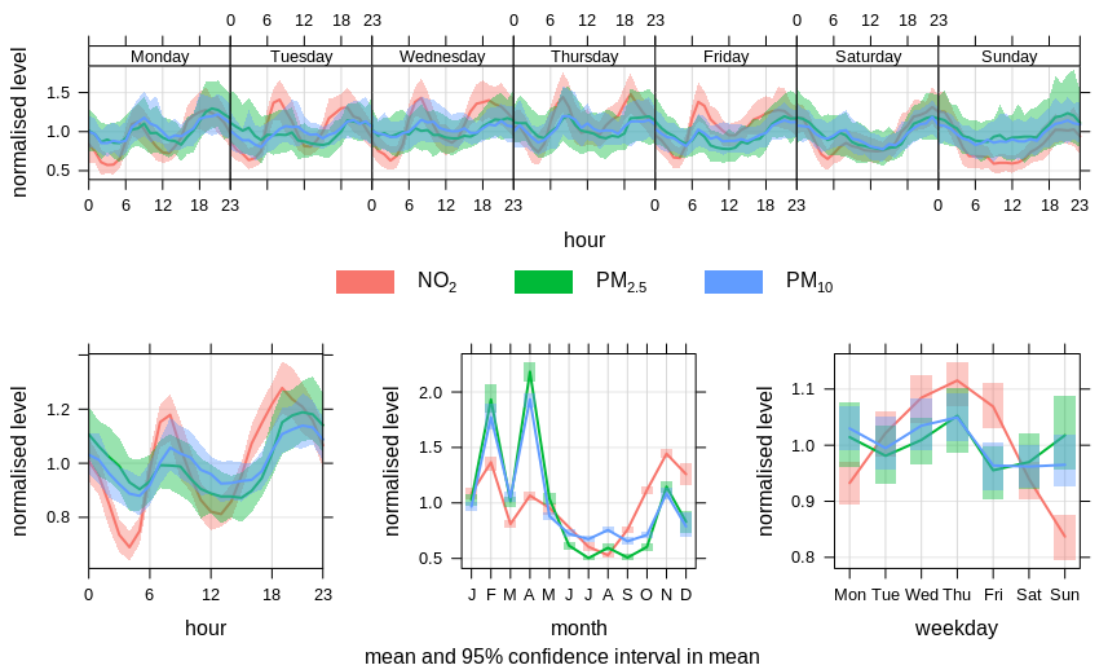 0 6 12 18 23 0 6 12 18 23 0 6 12 18 23
Monday Tuesday Wednesday Thursday Friday Saturday Sunday
normalised level
1.5
1.0
0.5
0 6 12 18 23 0 6 12 18 23 0 6 12 18 23 0 6 12 18 23
hour
NO2 PM2.5 PM10
normalised level
1.2
1.0
0.8
0 6 12 18 23
hour
normalised level
2.0
1.5
1.0
0.5
J F M A M J J A S O N D
month
normalised level
1.1
1.0
0.9
0.8
Mon Tue Wed Thu Fri Sat Sun
weekday
mean and 95% confidence interval in mean